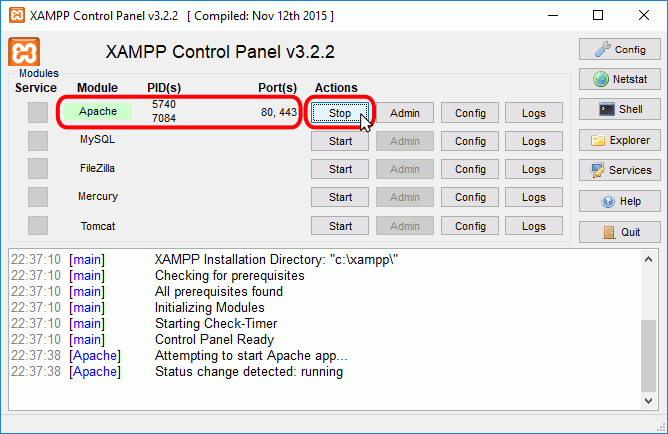 XAMPP Control Panel v3.2.2 [ Compiled: Nov 12th 2015 ]
XAMPP Control Panel v3.2.2
Config
Modules
Service Module PID(s) Port(s) Actions
Netstat
Apache 5740 7084 80, 443 Stop Admin Config Logs
Shell
MySQL Start Admin Config Logs
Explorer
FileZilla Start Admin Config Logs
Services
Mercury Start Admin Config Logs
Help
Tomcat Start Admin Config Logs
Quit
22:37:10 [main] XAMPP Installation Directory: "c:\xampp\"
22:37:10 [main] Checking for prerequisites
22:37:10 [main] All prerequisites found
22:37:10 [main] Initializing Modules
22:37:10 [main] Starting Check-Timer
22:37:10 [main] Control Panel Ready
22:37:38 [Apache] Attempting to start Apache app...
22:37:38 [Apache] Status change detected: running